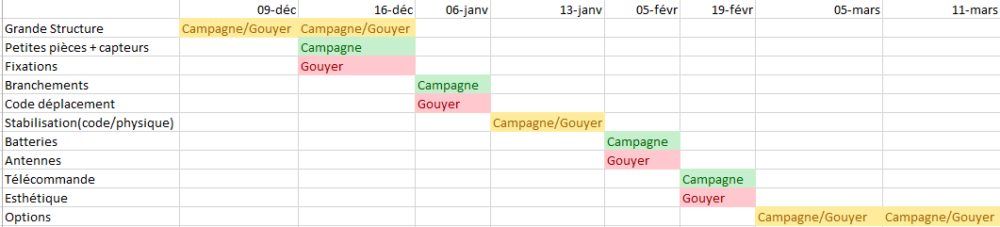 09-déc 16-déc 06-janv 13-janv 05-févr 19-févr 05-mars 11-mars
Grande Structure Campagne/Gouyer Campagne/Gouyer
Petites pièces + capteurs Campagne
Fixations Gouyer
Branchements Campagne
Code déplacement Gouyer
Stabilisation(code/physique) Campagne/Gouyer
Batteries Campagne
Antennes Gouyer
Télécommande Campagne
Esthétique Gouyer
Options Campagne/Gouyer Campagne/Gouyer